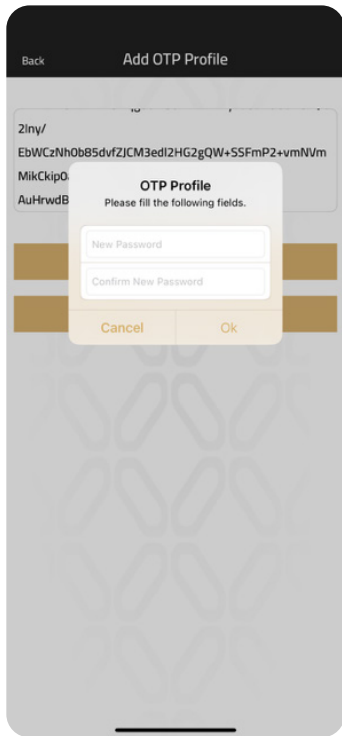 Back
Add OTP Profile
2Iny/
EbWCzNh0b85dvfZJCM3edI2HG2gQW+SSFmP2+vmNVm
MikCkip0
AuHrwdB
OTP Profile
Please fill the following fields.
New Password
Confirm New Password
Cancel
Ok